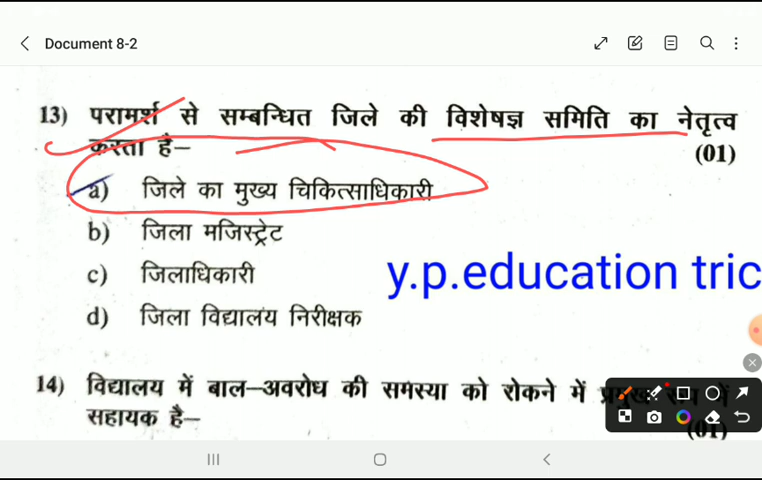 Document 8-2
13) परामर्श से सम्बन्धित जिले की विशेषज्ञ समिति का नेतृत्व
करता है–
(01)
a) जिले का मुख्य चिकित्साधिकारी
b) जिला मजिस्ट्रेट
c) जिलाधिकारी
y.p.education tric
d) जिला विद्यालय निरीक्षक
14) विद्यालय में बाल–अवरोध की समस्या को रोकने में
सहायक है–
(01)